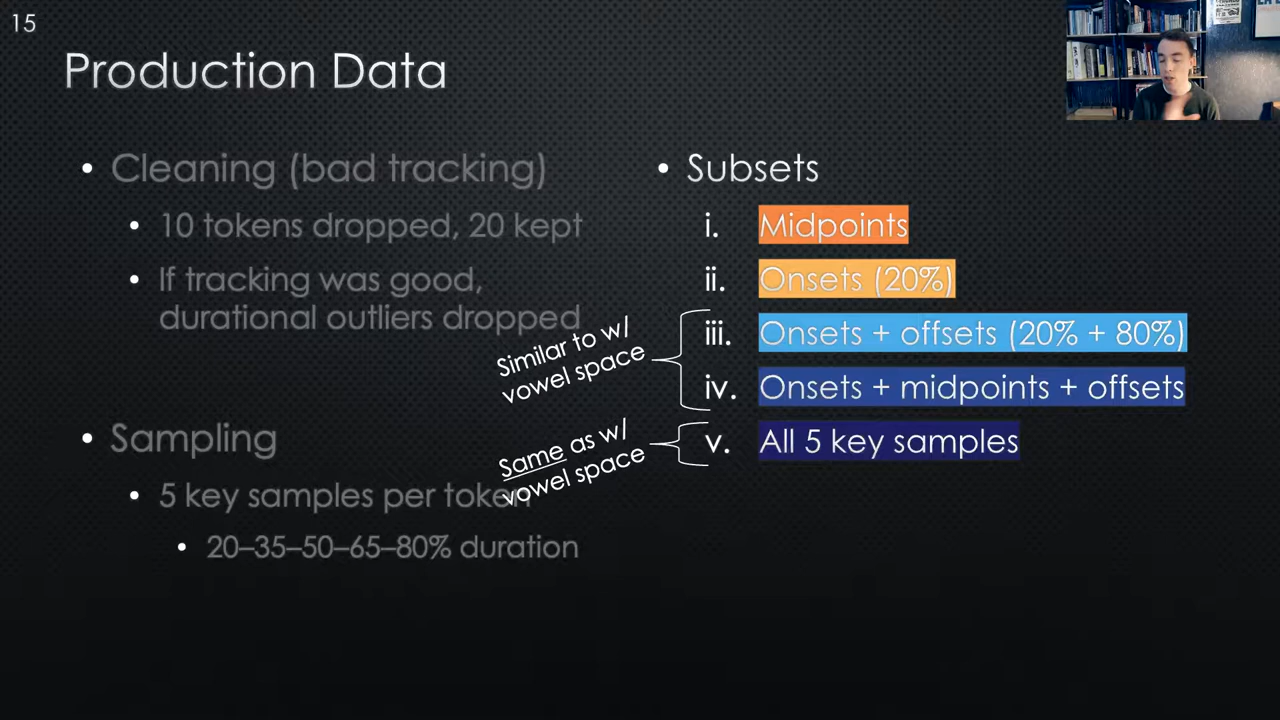 15
Production Data
• Cleaning (bad tracking)
• 10 tokens dropped, 20 kept
• If tracking was good,
durational outliers dropped
• Sampling
• 5 key samples per token
• 20–35–50–65–80% duration
• Subsets
i. Midpoints
ii. Onsets (20%)
iii. Onsets + offsets (20% + 80%)
iv. Onsets + midpoints + offsets
v. All 5 key samples
Similar to w/
vowel space
Same as w/
vowel space